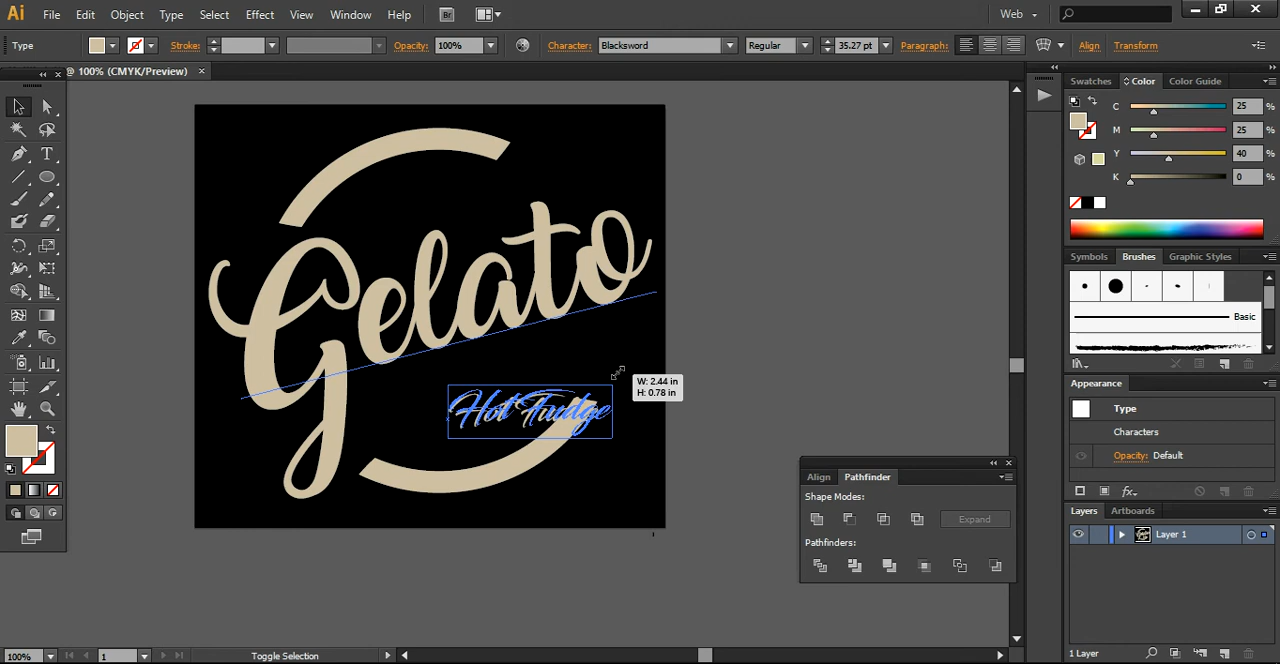 Ai File Edit Object Type Select Effect View Window Help Br Web
Type Stroke: Opacity: 100% Character: Blacksword Regular 35.27 pt Paragraph: Align Transform
@ 100% (CMYK/Preview)
Swatches Color Color Guide
C 25 %
M 25 %
Y 40 %
K 0 %
Symbols Brushes Graphic Styles
Basic
Appearance
Type
Characters
Opacity: Default
fx
Layers Artboards
Layer 1
1 Layer
Gelato
Hot Fudge
W: 2.44 in
H: 0.78 in
Align Pathfinder
Shape Modes:
Expand
Pathfinders:
100% 1 Toggle Selection